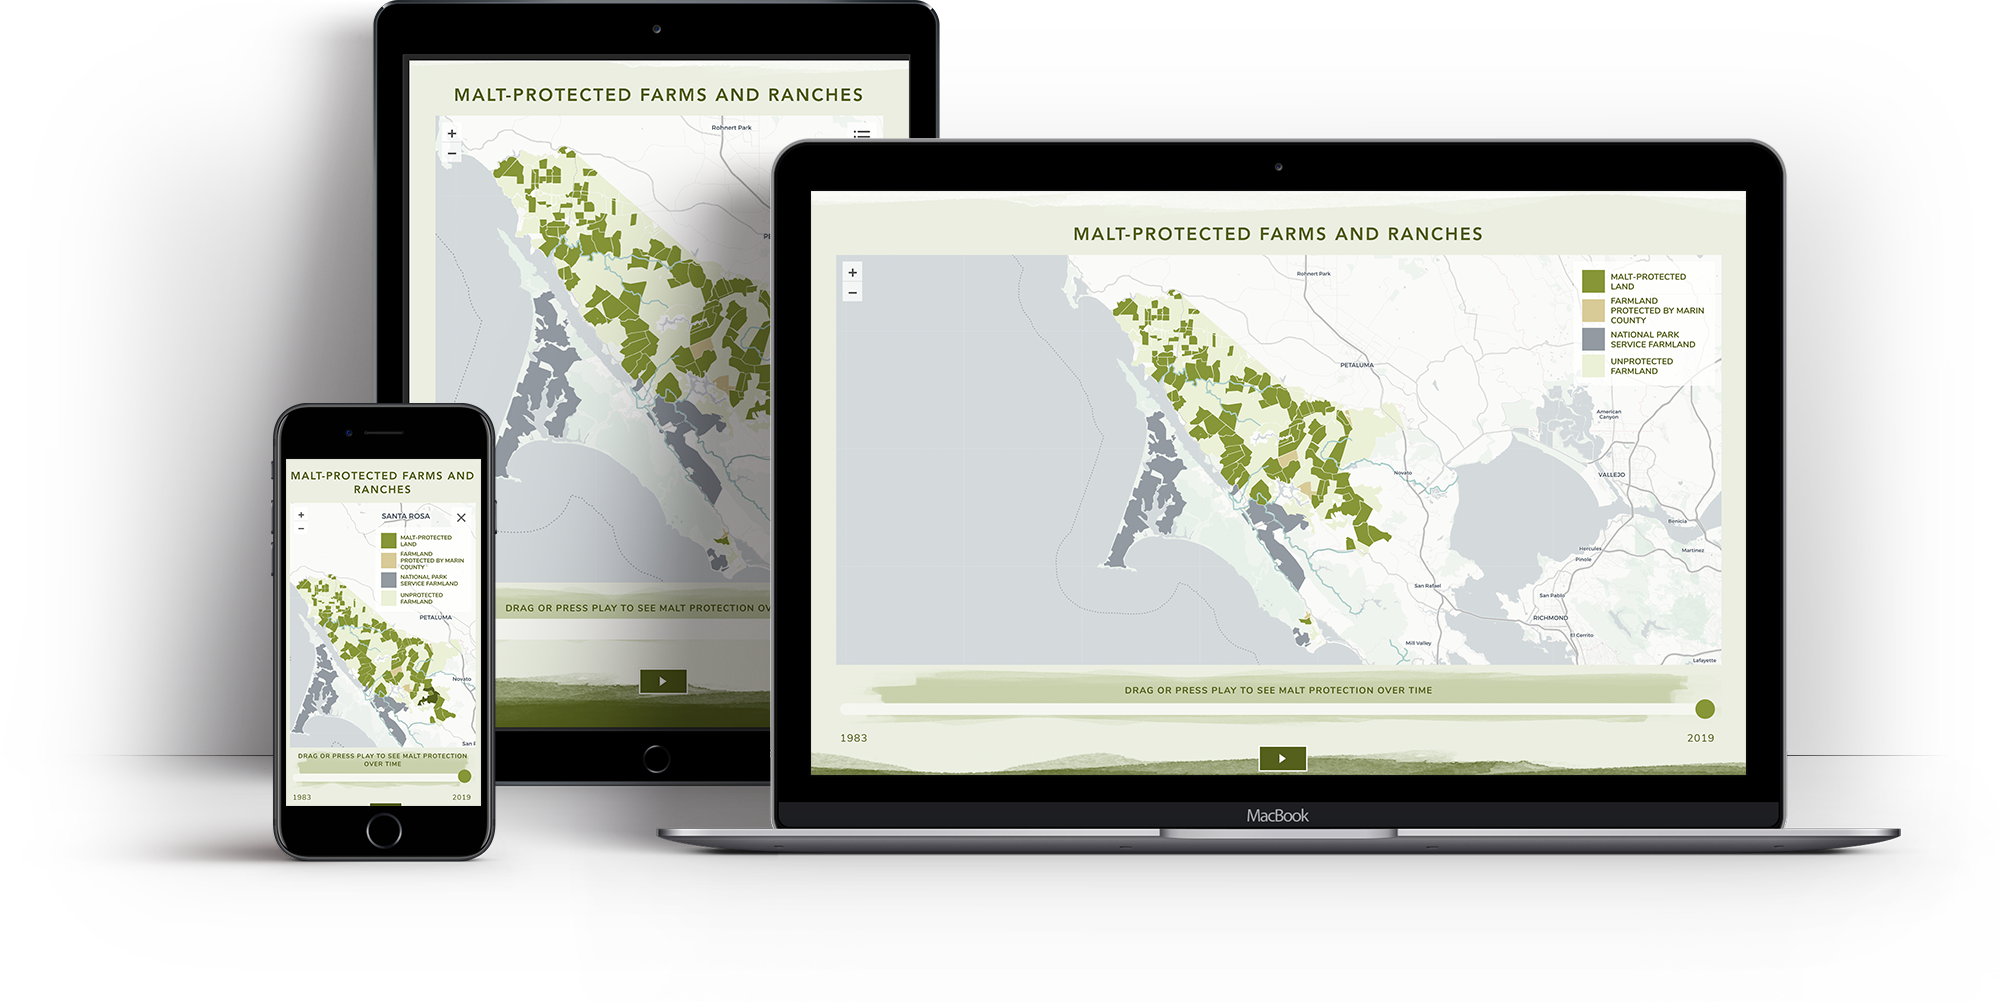 MALT-PROTECTED FARMS AND RANCHES
+
−
Rohnert Park
DRAG OR PRESS PLAY TO SEE MALT PROTECTION OV
MALT-PROTECTED FARMS AND RANCHES
+
−
Rohnert Park
MALT-PROTECTED
LAND
FARMLAND
PROTECTED BY MARIN
COUNTY
NATIONAL PARK
SERVICE FARMLAND
UNPROTECTED
FARMLAND
PETALUMA
American
Canyon
Novato
VALLEJO
Benicia
Hercules
Martinez
Pinole
San Rafael
San Pablo
RICHMOND
El Cerrito
Mill Valley
Lafayette
DRAG OR PRESS PLAY TO SEE MALT PROTECTION OVER TIME
1983
2019
MacBook
MALT-PROTECTED FARMS AND
RANCHES
+
−
SANTA ROSA
MALT-PROTECTED
LAND
FARMLAND
PROTECTED BY MARIN
COUNTY
NATIONAL PARK
SERVICE FARMLAND
UNPROTECTED
FARMLAND
PETALUMA
Novato
San F
DRAG OR PRESS PLAY TO SEE MALT PROTECTION
OVER TIME
1983
2019